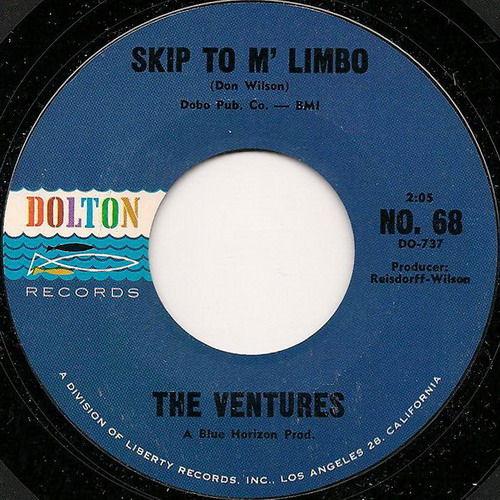 SKIP TO M' LIMBO
(Don Wilson)
Dobo Pub. Co. — BMI
DOLTON
RECORDS
2:05
NO. 68
DO-737
Producer:
Reisdorff-Wilson
THE VENTURES
A Blue Horizon Prod.
A DIVISION OF LIBERTY RECORDS, INC., LOS ANGELES 28, CALIFORNIA